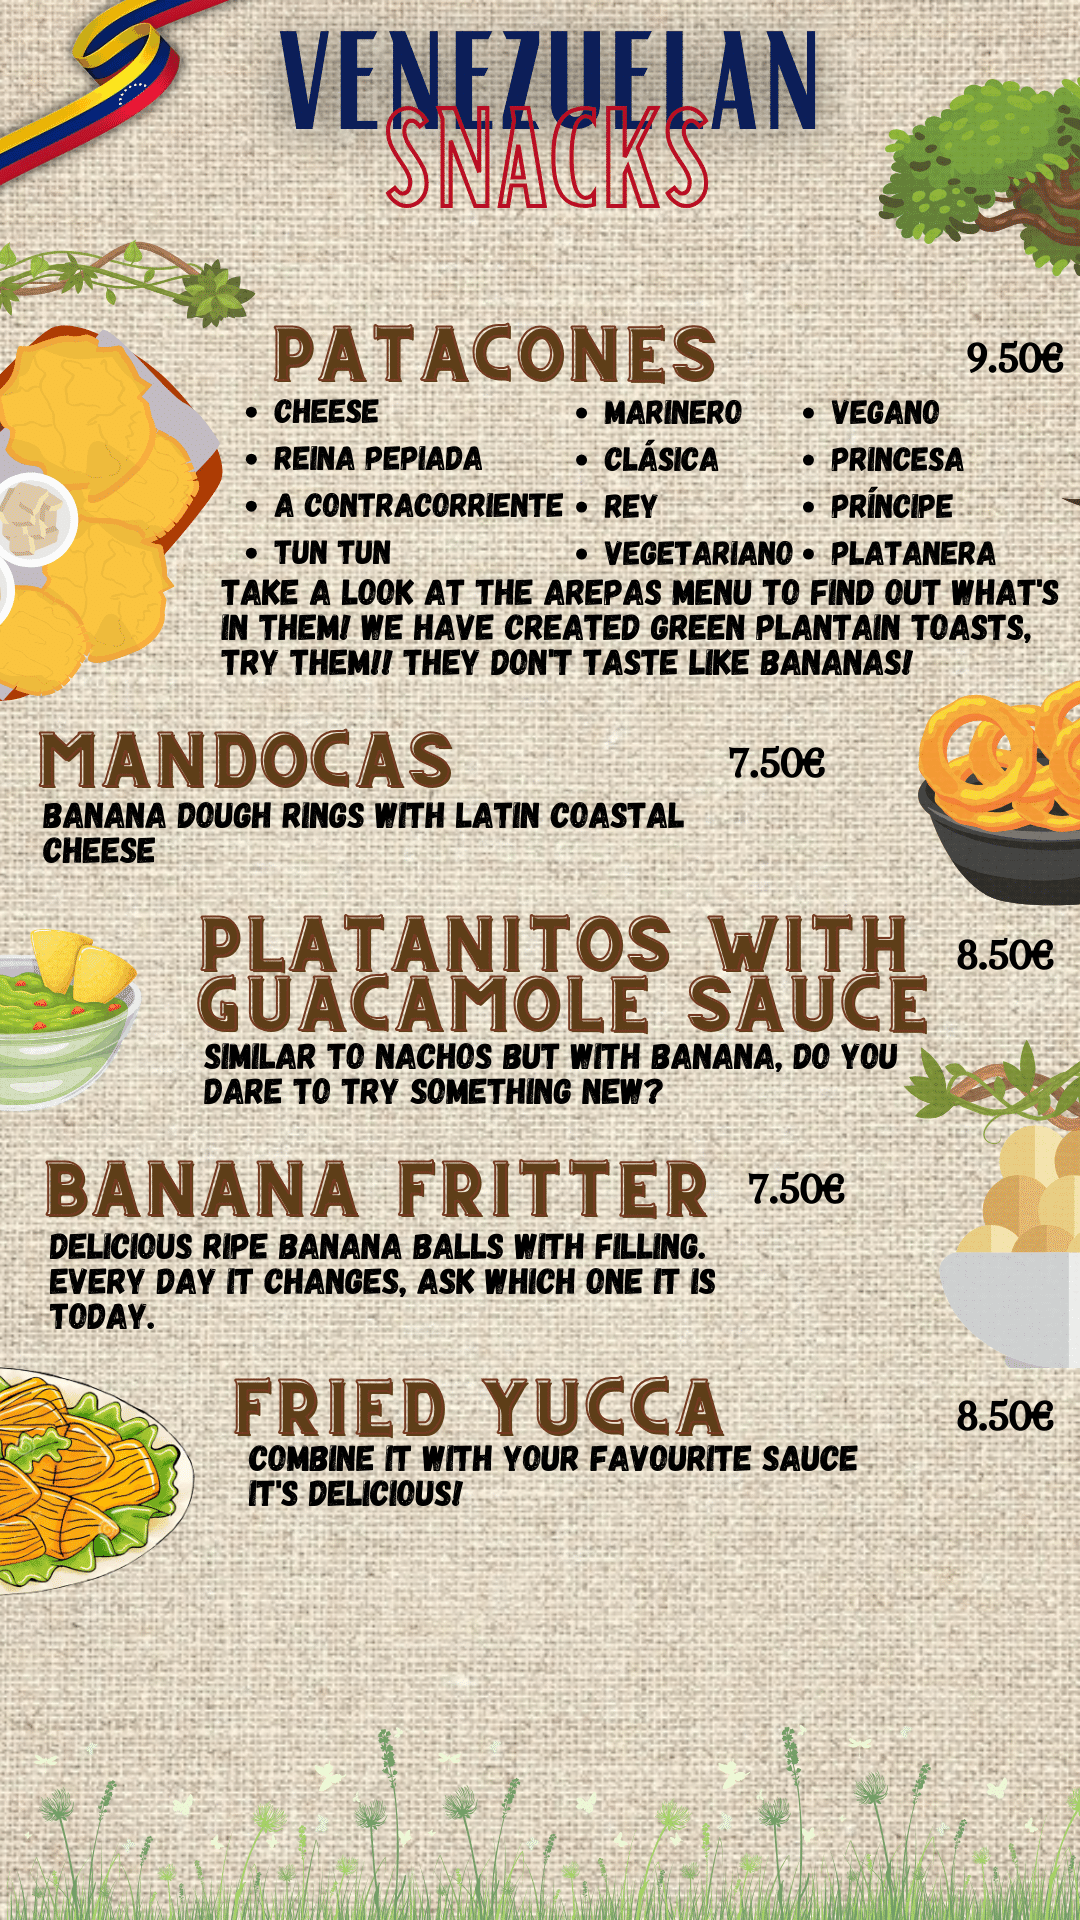 VENEZUELAN
SNACKS
PATACONES
9.50€
• CHEESE
• REINA PEPIADA
• A CONTRACORRIENTE
• TUN TUN
• MARINERO
• CLÁSICA
• REY
• VEGETARIANO
• VEGANO
• PRINCESA
• PRÍNCIPE
• PLATANERA
TAKE A LOOK AT THE AREPAS MENU TO FIND OUT WHAT'S
IN THEM! WE HAVE CREATED GREEN PLANTAIN TOASTS,
TRY THEM!! THEY DON'T TASTE LIKE BANANAS!
MANDOCAS
7.50€
BANANA DOUGH RINGS WITH LATIN COASTAL
CHEESE
PLATANITOS WITH
GUACAMOLE SAUCE
8.50€
SIMILAR TO NACHOS BUT WITH BANANA, DO YOU
DARE TO TRY SOMETHING NEW?
BANANA FRITTER
7.50€
DELICIOUS RIPE BANANA BALLS WITH FILLING.
EVERY DAY IT CHANGES, ASK WHICH ONE IT IS
TODAY.
FRIED YUCCA
8.50€
COMBINE IT WITH YOUR FAVOURITE SAUCE
IT'S DELICIOUS!